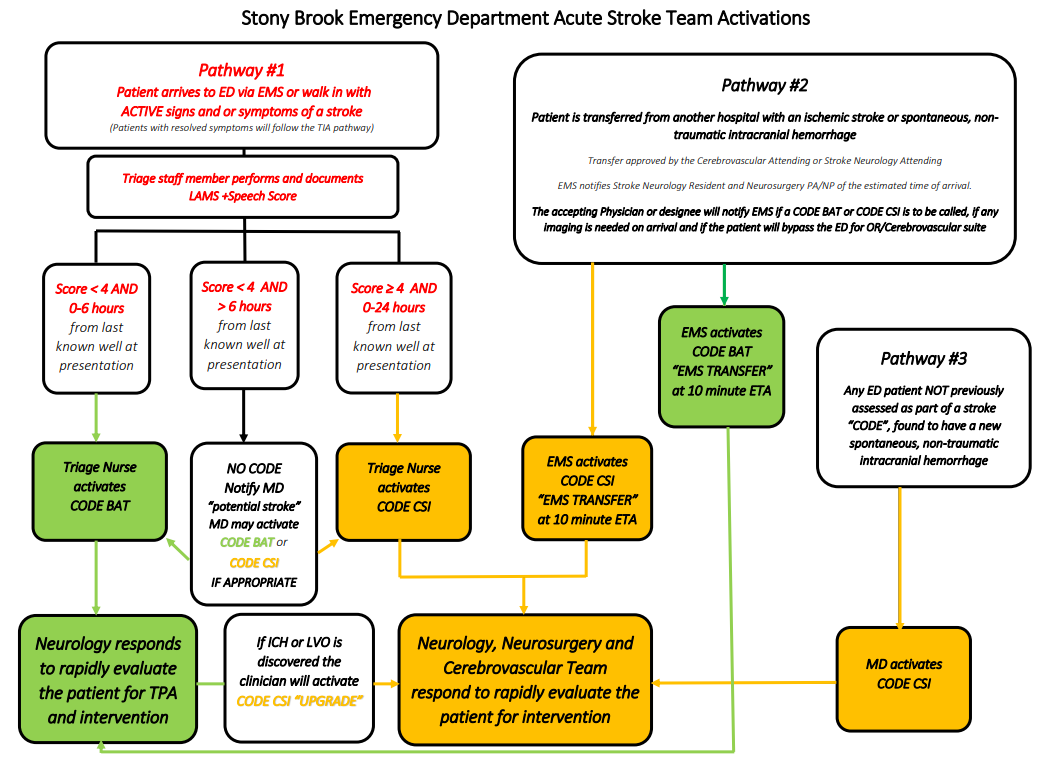 Stony Brook Emergency Department Acute Stroke Team Activations
Pathway #1
Patient arrives to ED via EMS or walk in with
ACTIVE signs and or symptoms of a stroke
(Patients with resolved symptoms will follow the TIA pathway)
Triage staff member performs and documents
LAMS +Speech Score
Score < 4 AND
0-6 hours
from last
known well at
presentation
Score < 4 AND
> 6 hours
from last
known well at
presentation
Score ≥ 4 AND
0-24 hours
from last
known well at
presentation
Triage Nurse
activates
CODE BAT
NO CODE
Notify MD
“potential stroke”
MD may activate
CODE BAT or
CODE CSI
IF APPROPRIATE
Triage Nurse
activates
CODE CSI
Pathway #2
Patient is transferred from another hospital with an ischemic stroke or spontaneous, non-
traumatic intracranial hemorrhage
Transfer approved by the Cerebrovascular Attending or Stroke Neurology Attending
EMS notifies Stroke Neurology Resident and Neurosurgery PA/NP of the estimated time of arrival.
The accepting Physician or designee will notify EMS if a CODE BAT or CODE CSI is to be called, if any
imaging is needed on arrival and if the patient will bypass the ED for OR/Cerebrovascular suite
EMS activates
CODE BAT
“EMS TRANSFER”
at 10 minute ETA
EMS activates
CODE CSI
“EMS TRANSFER”
at 10 minute ETA
Pathway #3
Any ED patient NOT previously
assessed as part of a stroke
“CODE”, found to have a new
spontaneous, non-traumatic
intracranial hemorrhage
Neurology responds
to rapidly evaluate
the patient for TPA
and intervention
If ICH or LVO is
discovered the
clinician will activate
CODE CSI “UPGRADE”
Neurology, Neurosurgery and
Cerebrovascular Team
respond to rapidly evaluate the
patient for intervention
MD activates
CODE CSI